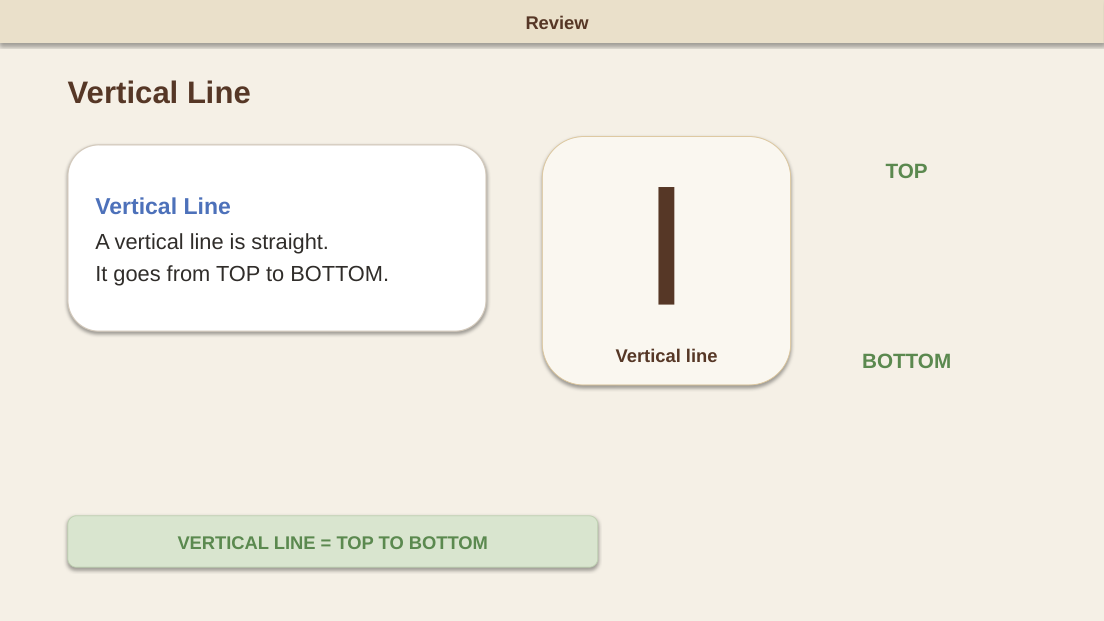 Review
Vertical Line
Vertical Line
A vertical line is straight.
It goes from TOP to BOTTOM.
Vertical line
TOP
BOTTOM
VERTICAL LINE = TOP TO BOTTOM